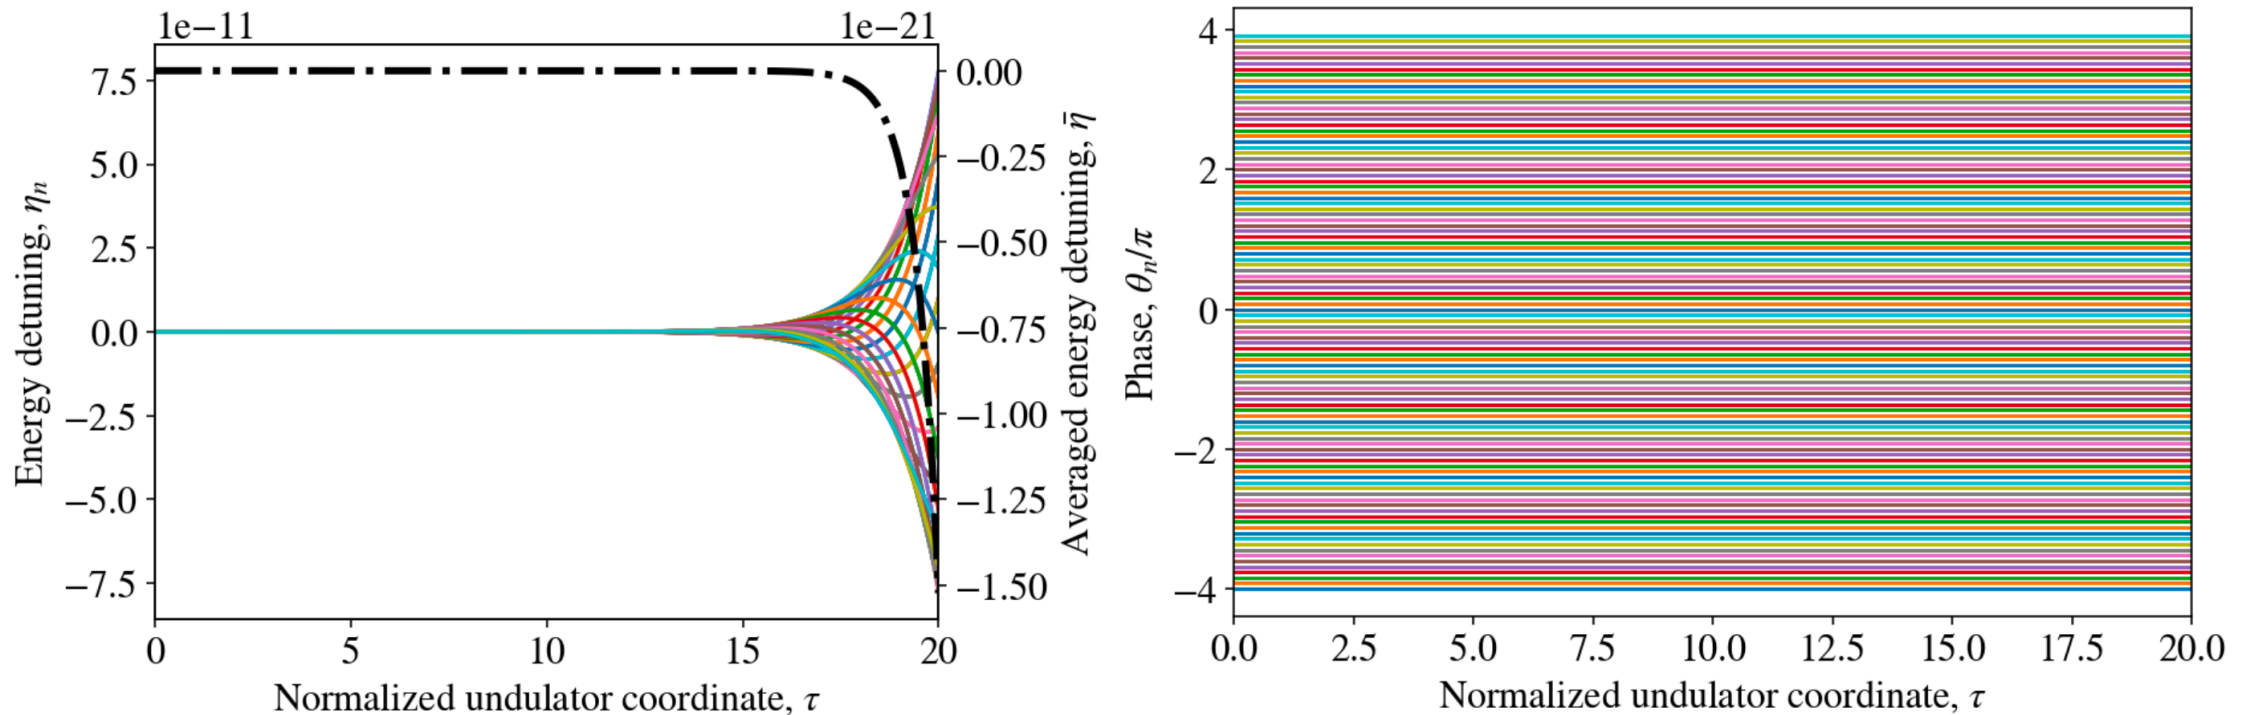 1e−11
1e−21
7.5
5.0
2.5
0.0
−2.5
−5.0
−7.5
Energy detuning, ηₙ
0 5 10 15 20
Normalized undulator coordinate, τ
0.00
−0.25
−0.50
−0.75
−1.00
−1.25
−1.50
Averaged energy detuning, η̄
4
2
0
−2
−4
Phase, θₙ/π
0.0 2.5 5.0 7.5 10.0 12.5 15.0 17.5 20.0
Normalized undulator coordinate, τ